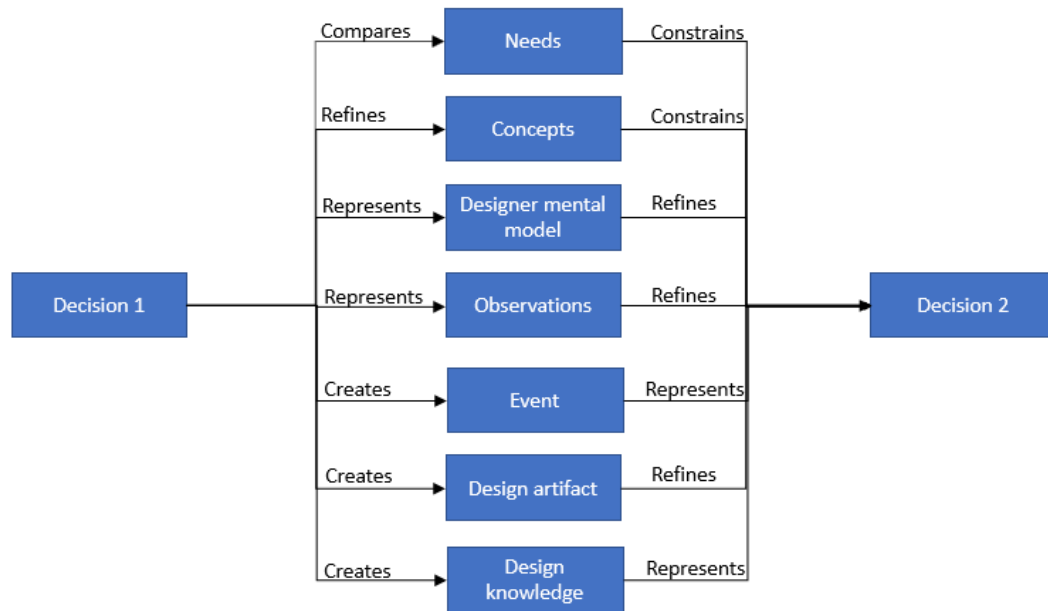 Compares
Needs
Constrains
Refines
Concepts
Constrains
Represents
Designer mental
model
Refines
Decision 1
Represents
Observations
Refines
Decision 2
Creates
Event
Represents
Creates
Design artifact
Refines
Creates
Design
knowledge
Represents